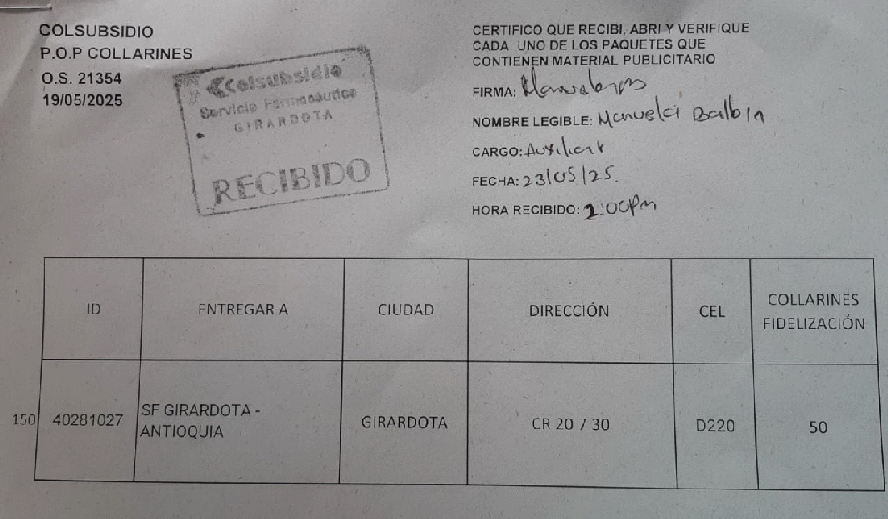 COLSUBSIDIO
P.O.P COLLARINES
O.S. 21354
19/05/2025
Colsubsidio
Servicio Farmacéutico
GIRARDOTA
RECIBIDO
CERTIFICO QUE RECIBI, ABRI Y VERIFIQUE
CADA UNO DE LOS PAQUETES QUE
CONTIENEN MATERIAL PUBLICITARIO
FIRMA:
NOMBRE LEGIBLE: Manuela Balbin
CARGO: Auxiliar
FECHA: 23/05/25.
HORA RECIBIDO: 2:00PM
ID ENTREGAR A CIUDAD DIRECCIÓN CEL COLLARINES FIDELIZACIÓN
150 40281027 SF GIRARDOTA - ANTIOQUIA GIRARDOTA CR 20 7 30 D220 50